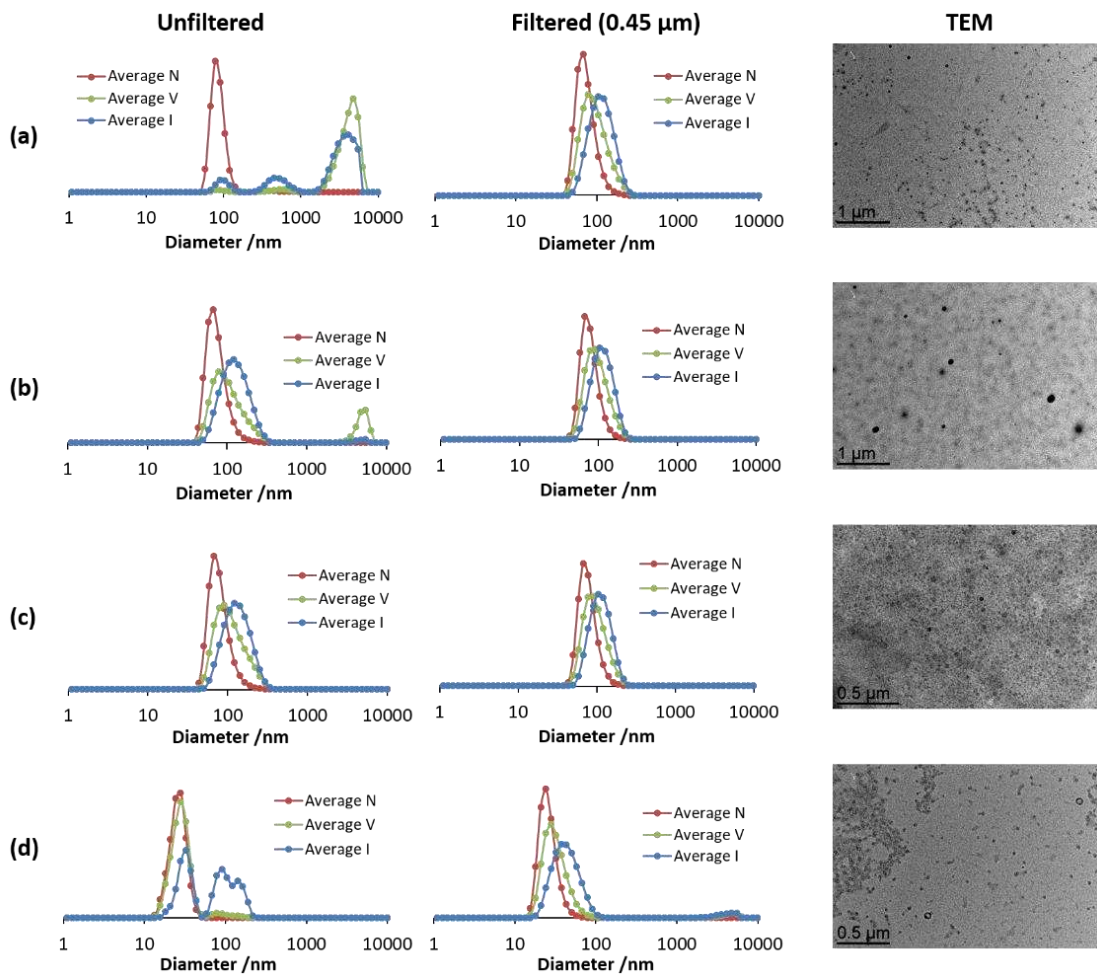 Unfiltered Filtered (0.45 µm) TEM
(a)
Average N
Average V
Average I
1 10 100 1000 10000
Diameter /nm
Average N
Average V
Average I
1 10 100 1000 10000
Diameter /nm
1 µm
(b)
Average N
Average V
Average I
1 10 100 1000 10000
Diameter /nm
Average N
Average V
Average I
1 10 100 1000 10000
Diameter /nm
1 µm
(c)
Average N
Average V
Average I
1 10 100 1000 10000
Diameter /nm
Average N
Average V
Average I
1 10 100 1000 10000
Diameter /nm
0.5 µm
(d)
Average N
Average V
Average I
1 10 100 1000 10000
Diameter /nm
Average N
Average V
Average I
1 10 100 1000 10000
Diameter /nm
0.5 µm